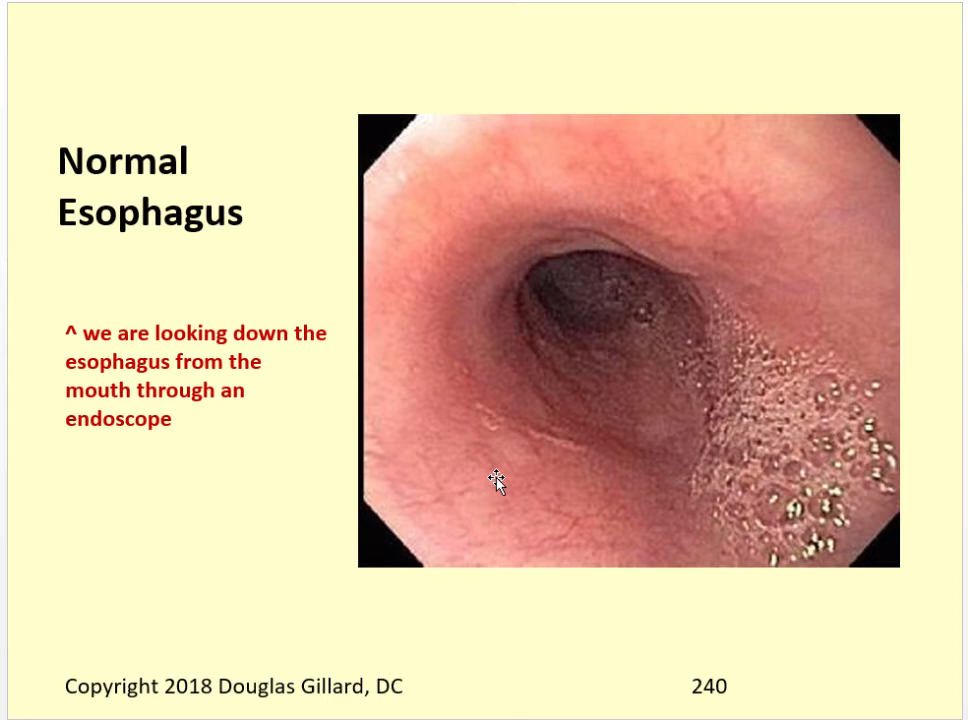 Normal
Esophagus
^ we are looking down the
esophagus from the
mouth through an
endoscope
Copyright 2018 Douglas Gillard, DC
240